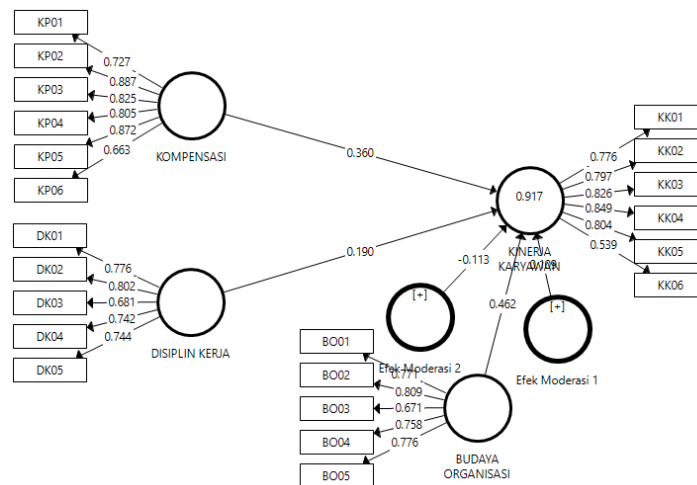 KP01
KP02
KP03
KP04
KP05
KP06
0.727
0.887
0.825
0.805
0.872
0.663
KOMPENSASI
0.360
DK01
DK02
DK03
DK04
DK05
0.776
0.802
0.681
0.742
0.744
DISIPLIN KERJA
0.190
0.917
KINERJA
KARYAWAN
KK01
KK02
KK03
KK04
KK05
KK06
0.776
0.797
0.826
0.849
0.804
0.539
-0.113
0.462
[+]
Efek Moderasi 2
[+]
Efek Moderasi 1
BO01
BO02
BO03
BO04
BO05
0.771
0.809
0.671
0.758
0.776
BUDAYA
ORGANISASI